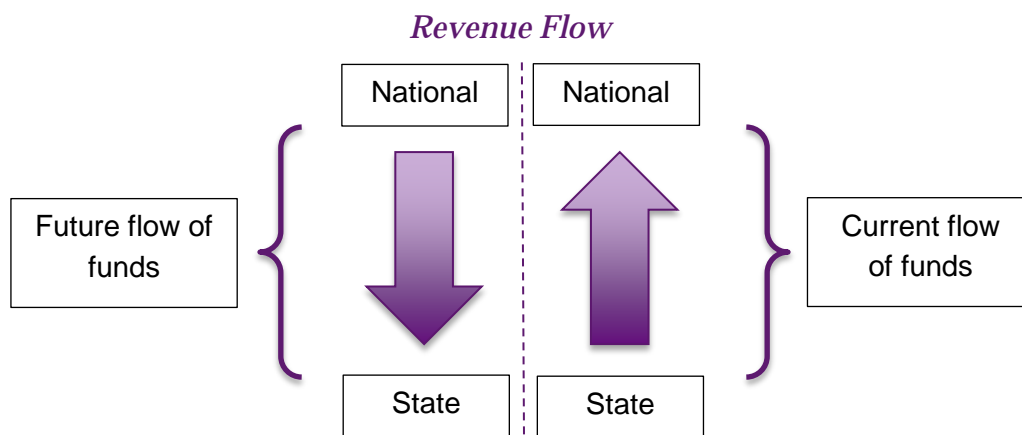 Revenue Flow
National
National
Future flow of
funds
Current flow
of funds
State
State